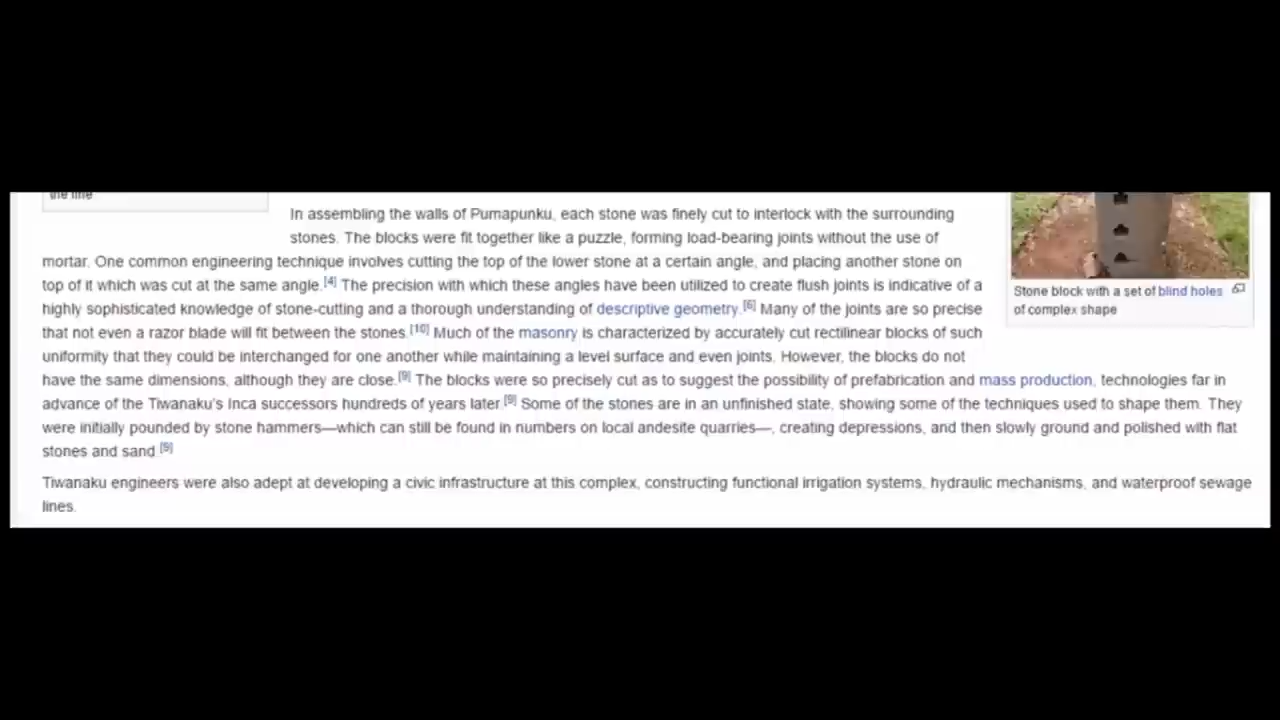 the line
In assembling the walls of Pumapunku, each stone was finely cut to interlock with the surrounding
stones. The blocks were fit together like a puzzle, forming load-bearing joints without the use of
mortar. One common engineering technique involves cutting the top of the lower stone at a certain angle, and placing another stone on
top of it which was cut at the same angle.[4] The precision with which these angles have been utilized to create flush joints is indicative of a
highly sophisticated knowledge of stone-cutting and a thorough understanding of descriptive geometry.[6] Many of the joints are so precise
that not even a razor blade will fit between the stones.[10] Much of the masonry is characterized by accurately cut rectilinear blocks of such
uniformity that they could be interchanged for one another while maintaining a level surface and even joints. However, the blocks do not
have the same dimensions, although they are close.[9] The blocks were so precisely cut as to suggest the possibility of prefabrication and mass production, technologies far in
advance of the Tiwanaku's Inca successors hundreds of years later.[9] Some of the stones are in an unfinished state, showing some of the techniques used to shape them. They
were initially pounded by stone hammers—which can still be found in numbers on local andesite quarries—, creating depressions, and then slowly ground and polished with flat
stones and sand.[9]
Tiwanaku engineers were also adept at developing a civic infrastructure at this complex, constructing functional irrigation systems, hydraulic mechanisms, and waterproof sewage
lines.
Stone block with a set of blind holes
of complex shape